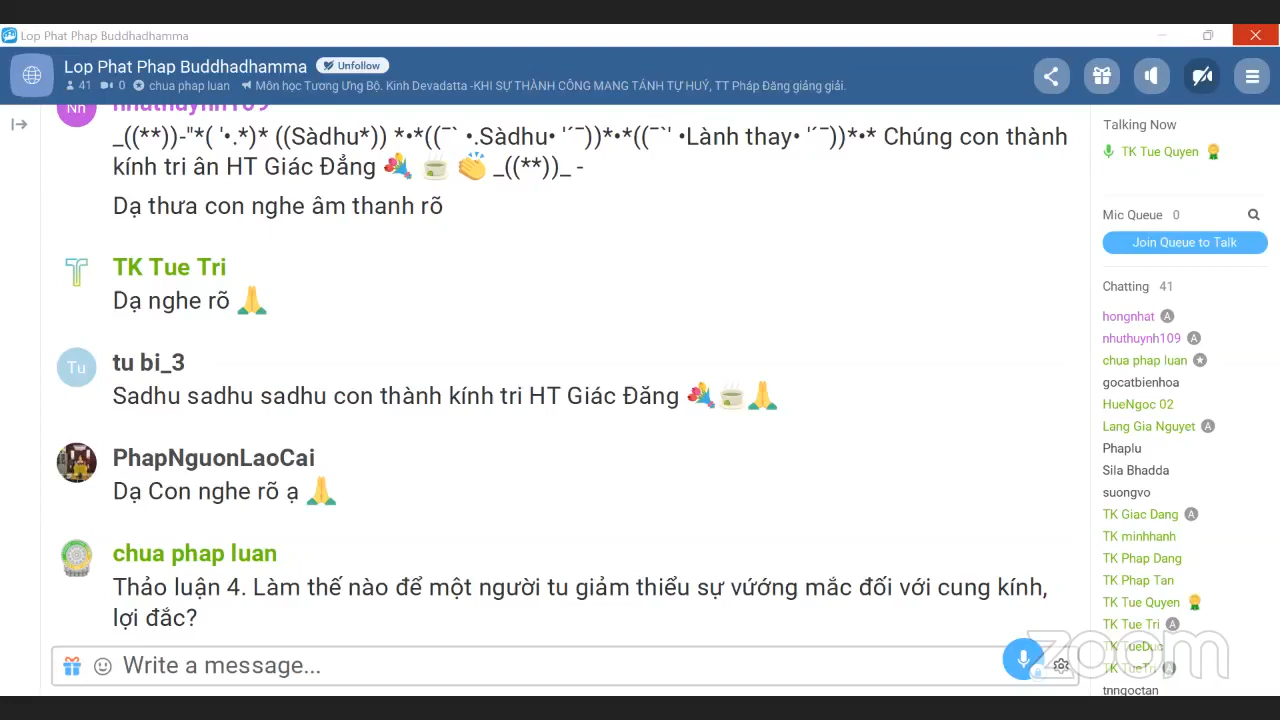 Lop Phat Phap Buddhadhamma
Lop Phat Phap Buddhadhamma Unfollow
41 0 chua phap luan Môn học Tương Ưng Bộ. Kinh Devadatta -KHI SỰ THÀNH CÔNG MANG TÁNH TỰ HUỶ, TT Pháp Đăng giảng giải.
Nh nhuthuynh109
_((**))-"*( '•.*)* ((Sàdhu*)) *•*((¯` •.Sàdhu• '´¯))*•*((¯`' •Lành thay• '´¯))*•* Chúng con thành
kính tri ân HT Giác Đẳng 💐 🍵 👏 _((**))_ -
Dạ thưa con nghe âm thanh rõ
TK Tue Tri
Dạ nghe rõ 🙏
Tu tu bi_3
Sadhu sadhu sadhu con thành kính tri HT Giác Đăng 💐🍵🙏
PhapNguonLaoCai
Dạ Con nghe rõ ạ 🙏
chua phap luan
Thảo luận 4. Làm thế nào để một người tu giảm thiểu sự vướng mắc đối với cung kính,
lợi đắc?
Write a message...
Talking Now
TK Tue Quyen
Mic Queue 0
Join Queue to Talk
Chatting 41
hongnhat A
nhuthuynh109 A
chua phap luan
gocatbienhoa
HueNgoc 02
Lang Gia Nguyet A
Phaplu
Sila Bhadda
suongvo
TK Giac Dang A
TK minhhanh
TK Phap Dang
TK Phap Tan
TK Tue Quyen
TK Tue Tri A
TK TueDuc
TK TueTri A
tnngoctan
zoom